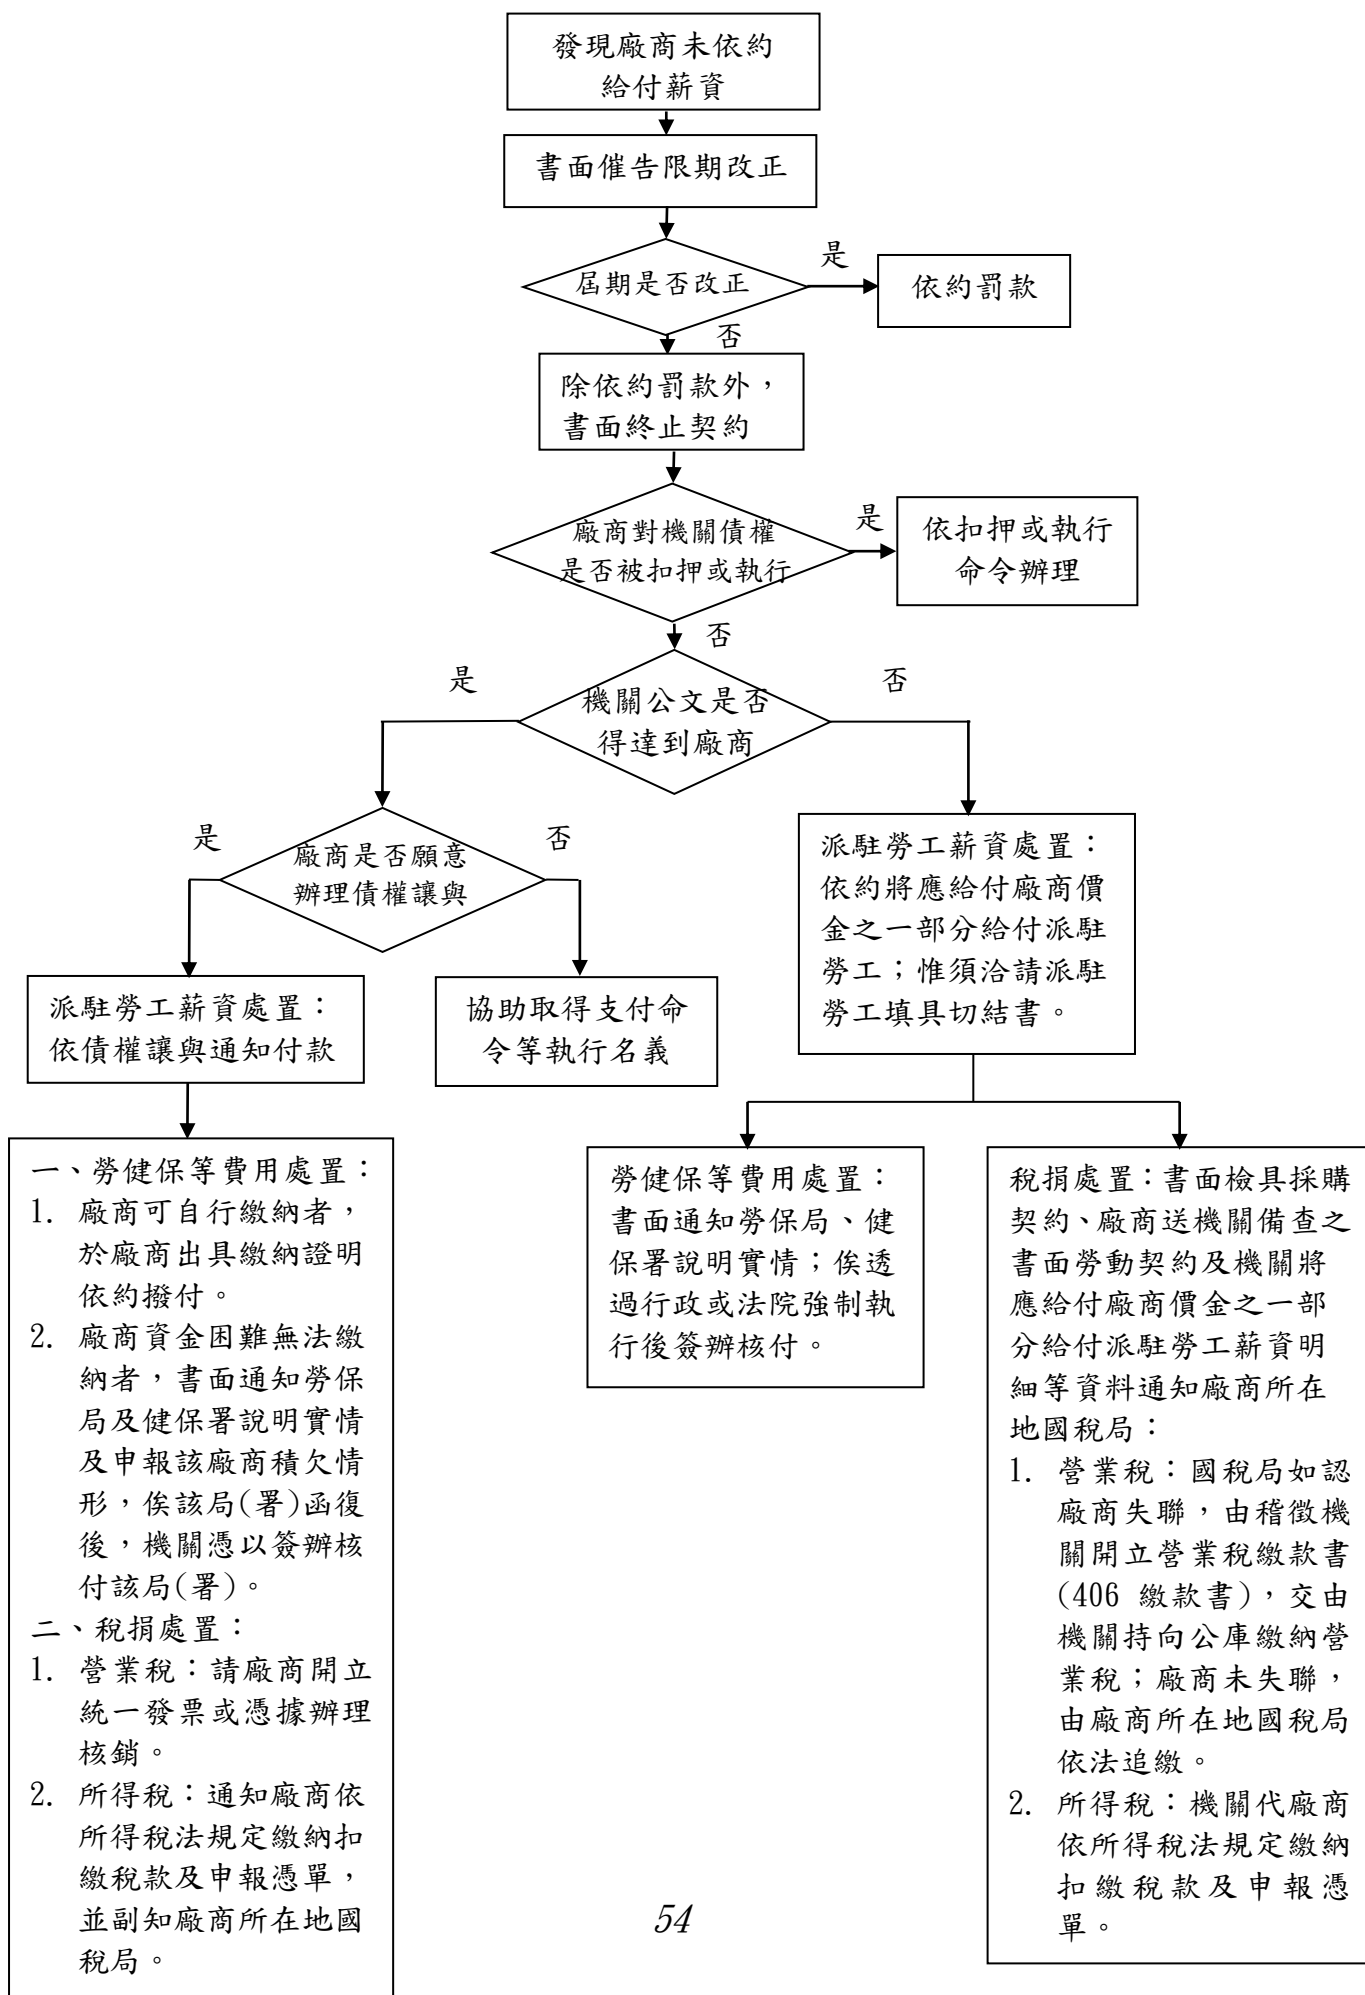 發現廠商未依約
給付薪資
書面催告限期改正
屆期是否改正
是
依約罰款
否
除依約罰款外，
書面終止契約
廠商對機關債權
是否被扣押或執行
是
依扣押或執行
命令辦理
否
機關公文是否
得達到廠商
是
否
廠商是否願意
辦理債權讓與
是
否
派駐勞工薪資處置：
依債權讓與通知付款
協助取得支付命
令等執行名義
派駐勞工薪資處置：
依約將應給付廠商價
金之一部分給付派駐
勞工；惟須洽請派駐
勞工填具切結書。
一、勞健保等費用處置：
1. 廠商可自行繳納者，
於廠商出具繳納證明
依約撥付。
2. 廠商資金困難無法繳
納者，書面通知勞保
局及健保署說明實情
及申報該廠商積欠情
形，俟該局(署)函復
後，機關憑以簽辦核
付該局(署)。
二、稅捐處置：
1. 營業稅：請廠商開立
統一發票或憑據辦理
核銷。
2. 所得稅：通知廠商依
所得稅法規定繳納扣
繳稅款及申報憑單，
並副知廠商所在地國
稅局。
勞健保等費用處置：
書面通知勞保局、健
保署說明實情；俟透
過行政或法院強制執
行後簽辦核付。
稅捐處置：書面檢具採購
契約、廠商送機關備查之
書面勞動契約及機關將
應給付廠商價金之一部
分給付派駐勞工薪資明
細等資料通知廠商所在
地國稅局：
1. 營業稅：國稅局如認
廠商失聯，由稽徵機
關開立營業稅繳款書
(406 繳款書)，交由
機關持向公庫繳納營
業稅；廠商未失聯，
由廠商所在地國稅局
依法追繳。
2. 所得稅：機關代廠商
依所得稅法規定繳納
扣繳稅款及申報憑
單。
54